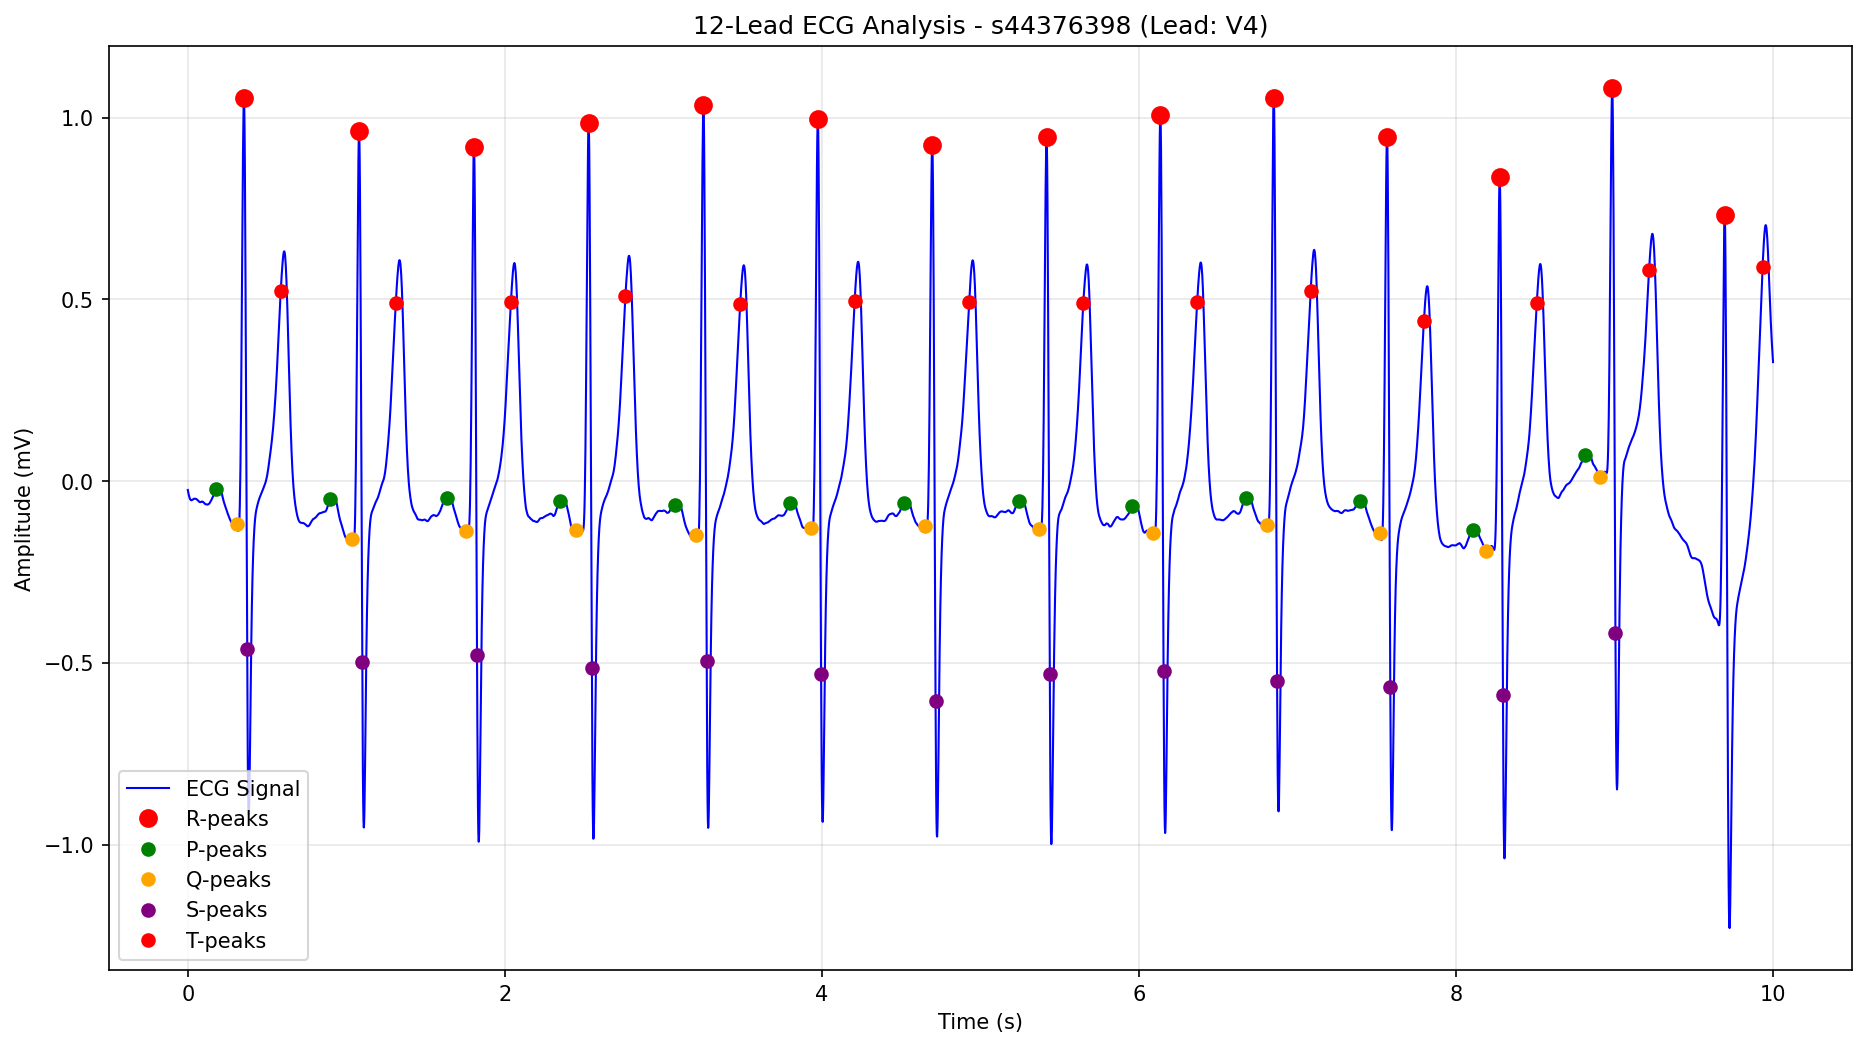 12-Lead ECG Analysis - s44376398 (Lead: V4)
Amplitude (mV)
1.0
0.5
0.0
−0.5
−1.0
ECG Signal
R-peaks
P-peaks
Q-peaks
S-peaks
T-peaks
0 2 4 6 8 10
Time (s)